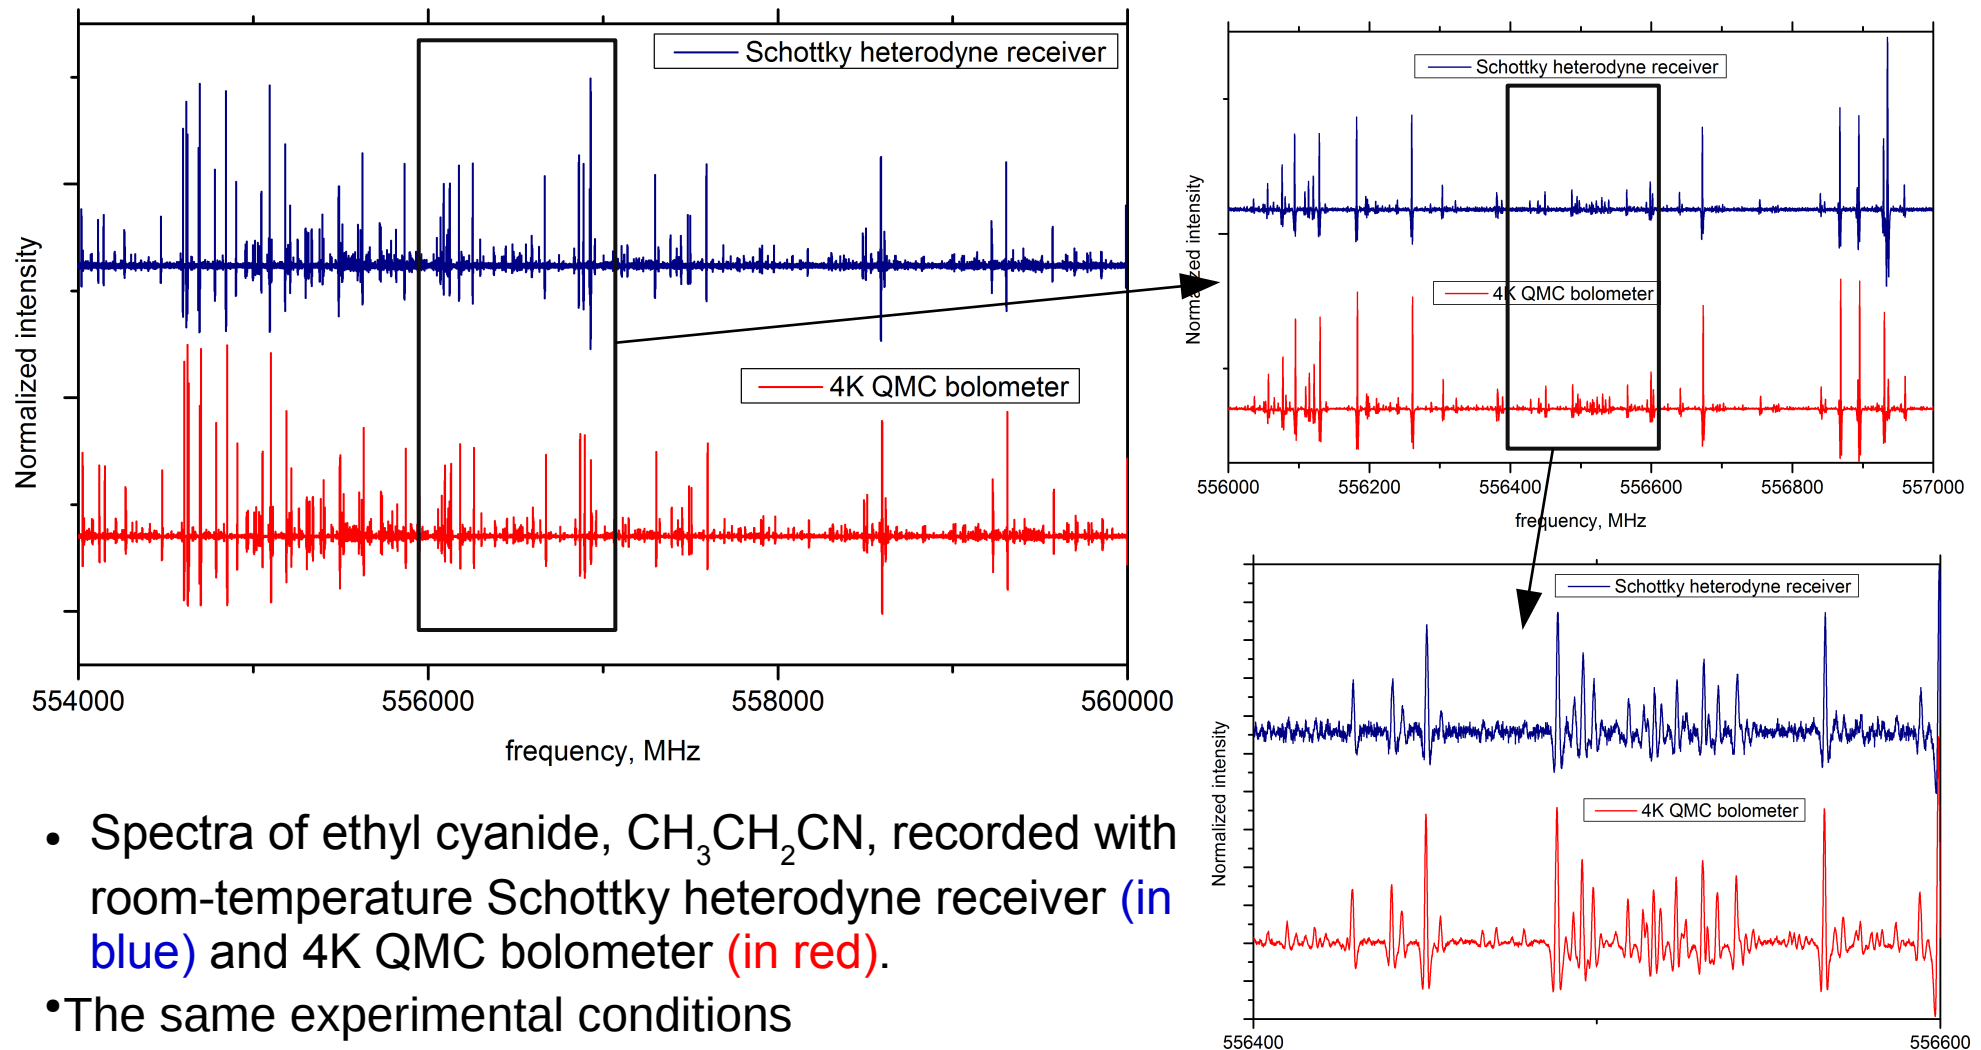 Schottky heterodyne receiver
4K QMC bolometer
Normalized intensity
554000 556000 558000 560000
frequency, MHz
Schottky heterodyne receiver
4K QMC bolometer
Normalized intensity
556000 556200 556400 556600 556800 557000
frequency, MHz
Schottky heterodyne receiver
4K QMC bolometer
Normalized intensity
556400 556600
• Spectra of ethyl cyanide, CH₃CH₂CN, recorded with
room-temperature Schottky heterodyne receiver (in
blue) and 4K QMC bolometer (in red).
•The same experimental conditions